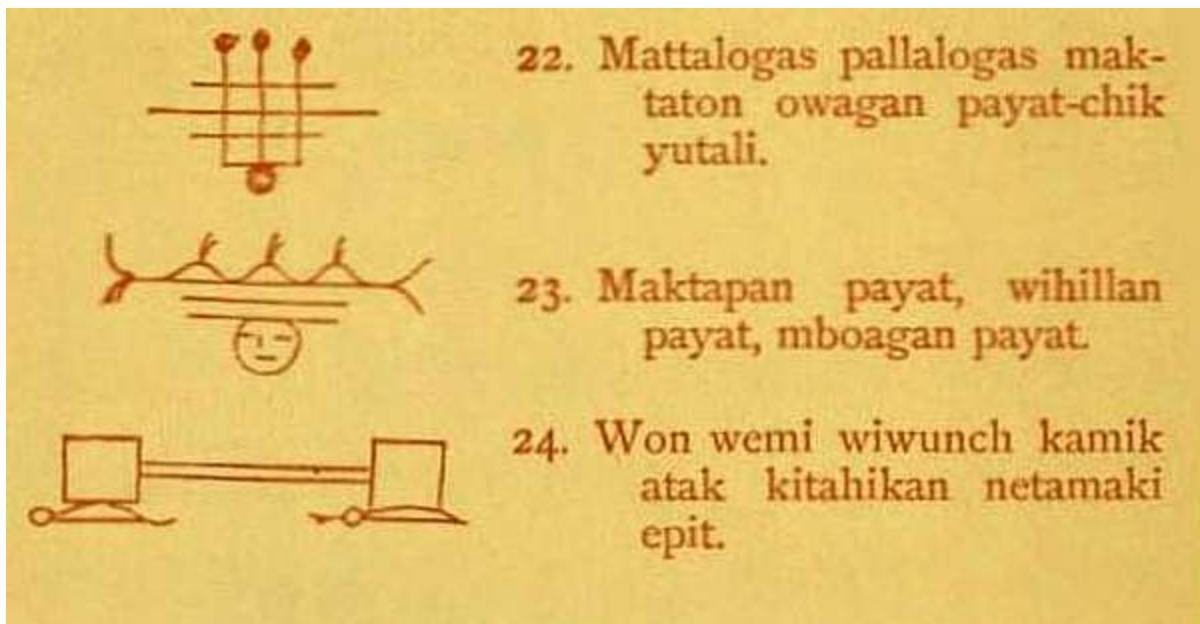 22. Mattalogas pallalogas mak-
taton owagan payat-chik
yutali.
23. Maktapan payat, wihillan
payat, mboagan payat.
24. Won wemi wiwunch kamik
atak kitahikan netamaki
epit.